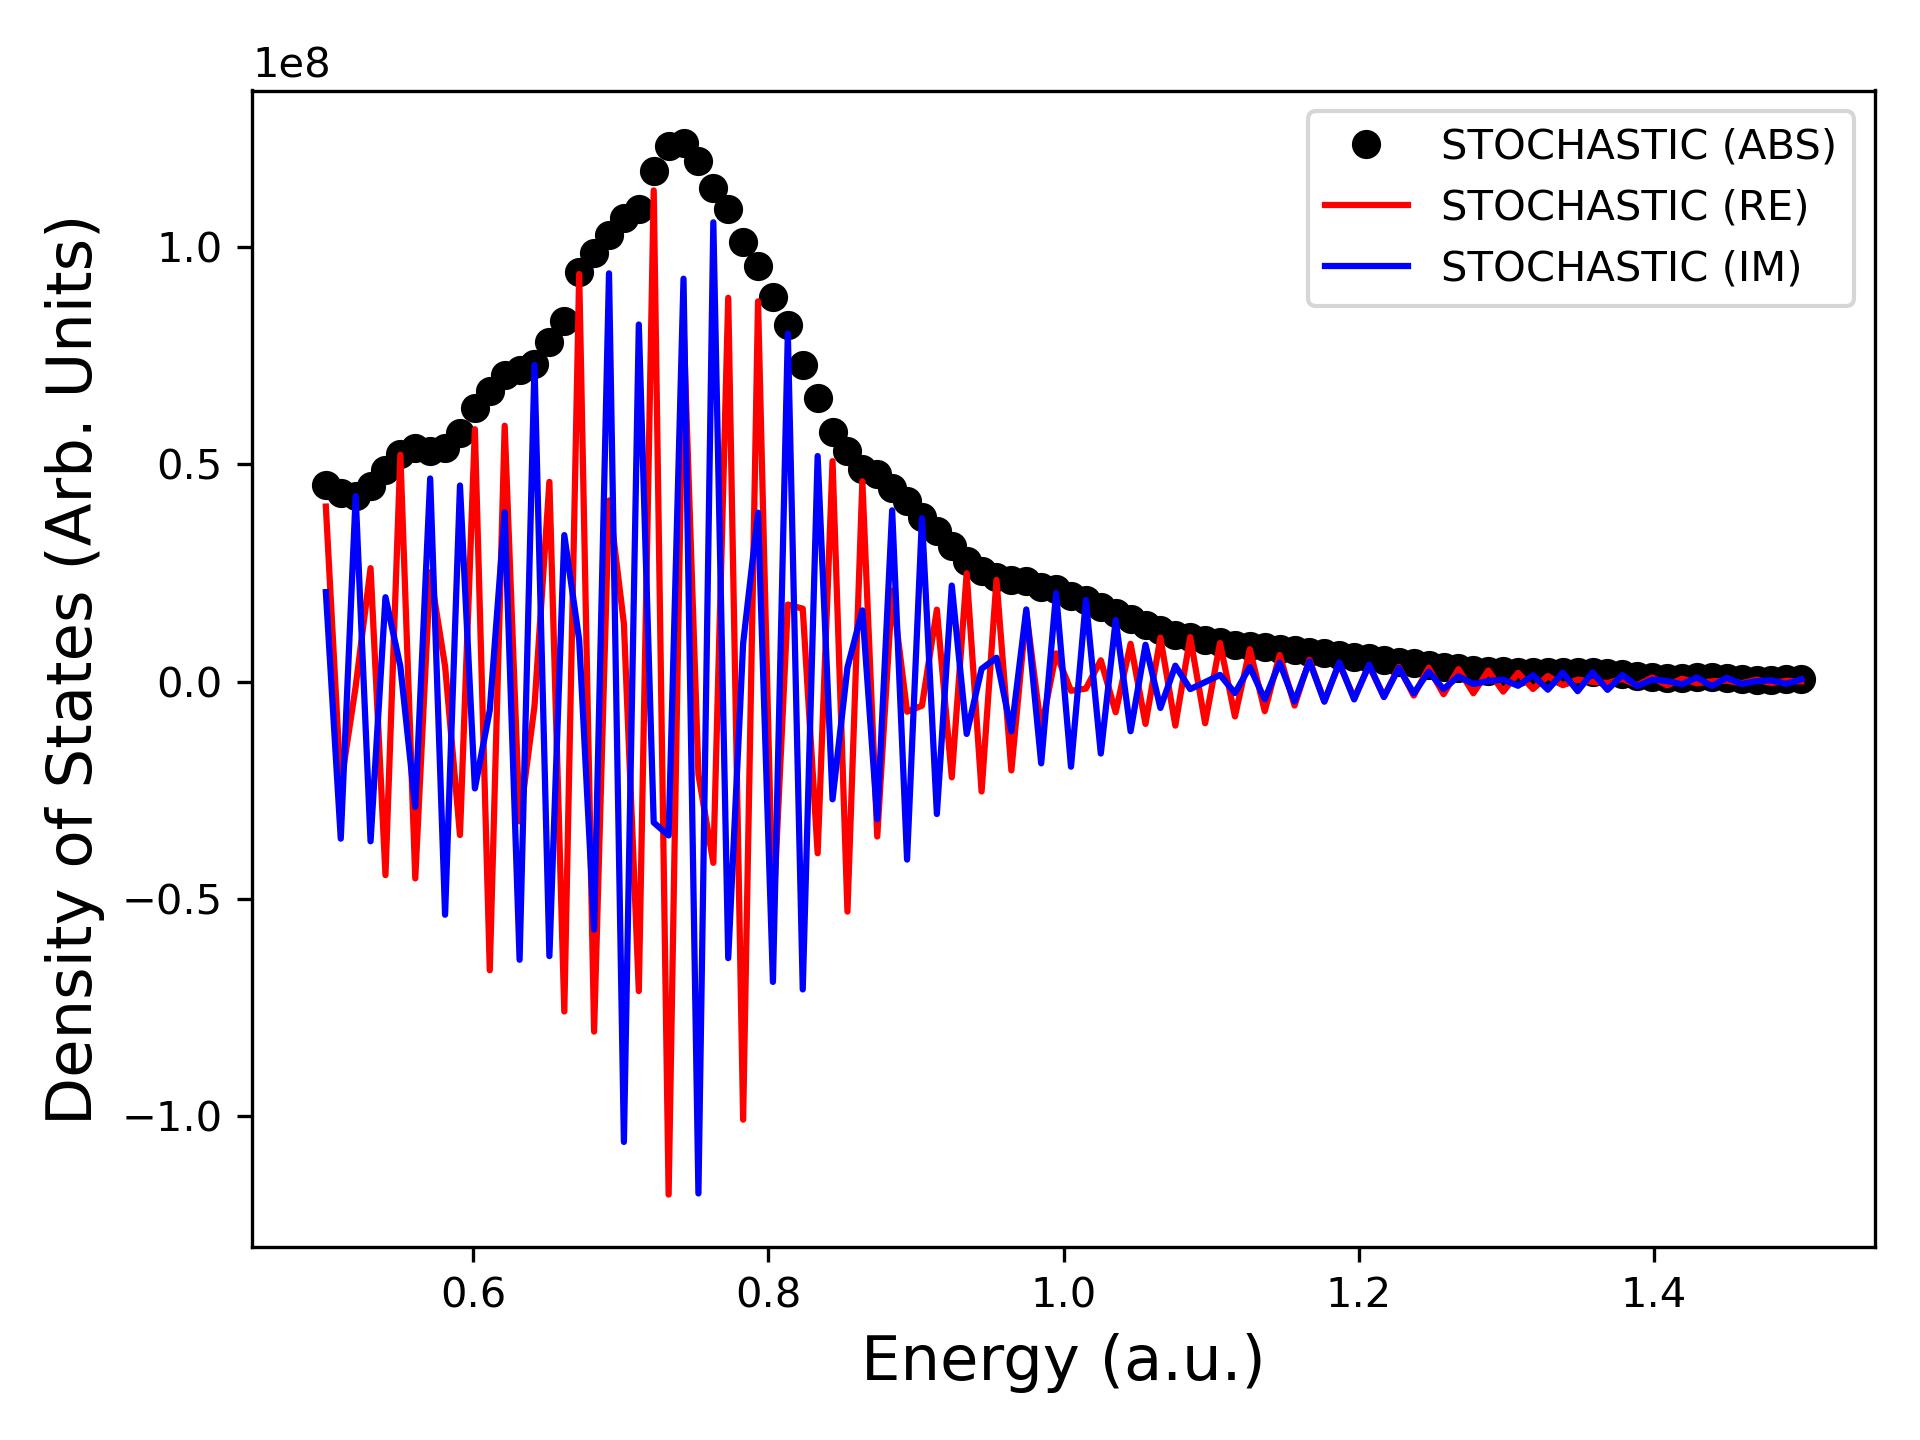 1e8
STOCHASTIC (ABS)
STOCHASTIC (RE)
STOCHASTIC (IM)
Density of States (Arb. Units)
1.0
0.5
0.0
−0.5
−1.0
0.6 0.8 1.0 1.2 1.4
Energy (a.u.)